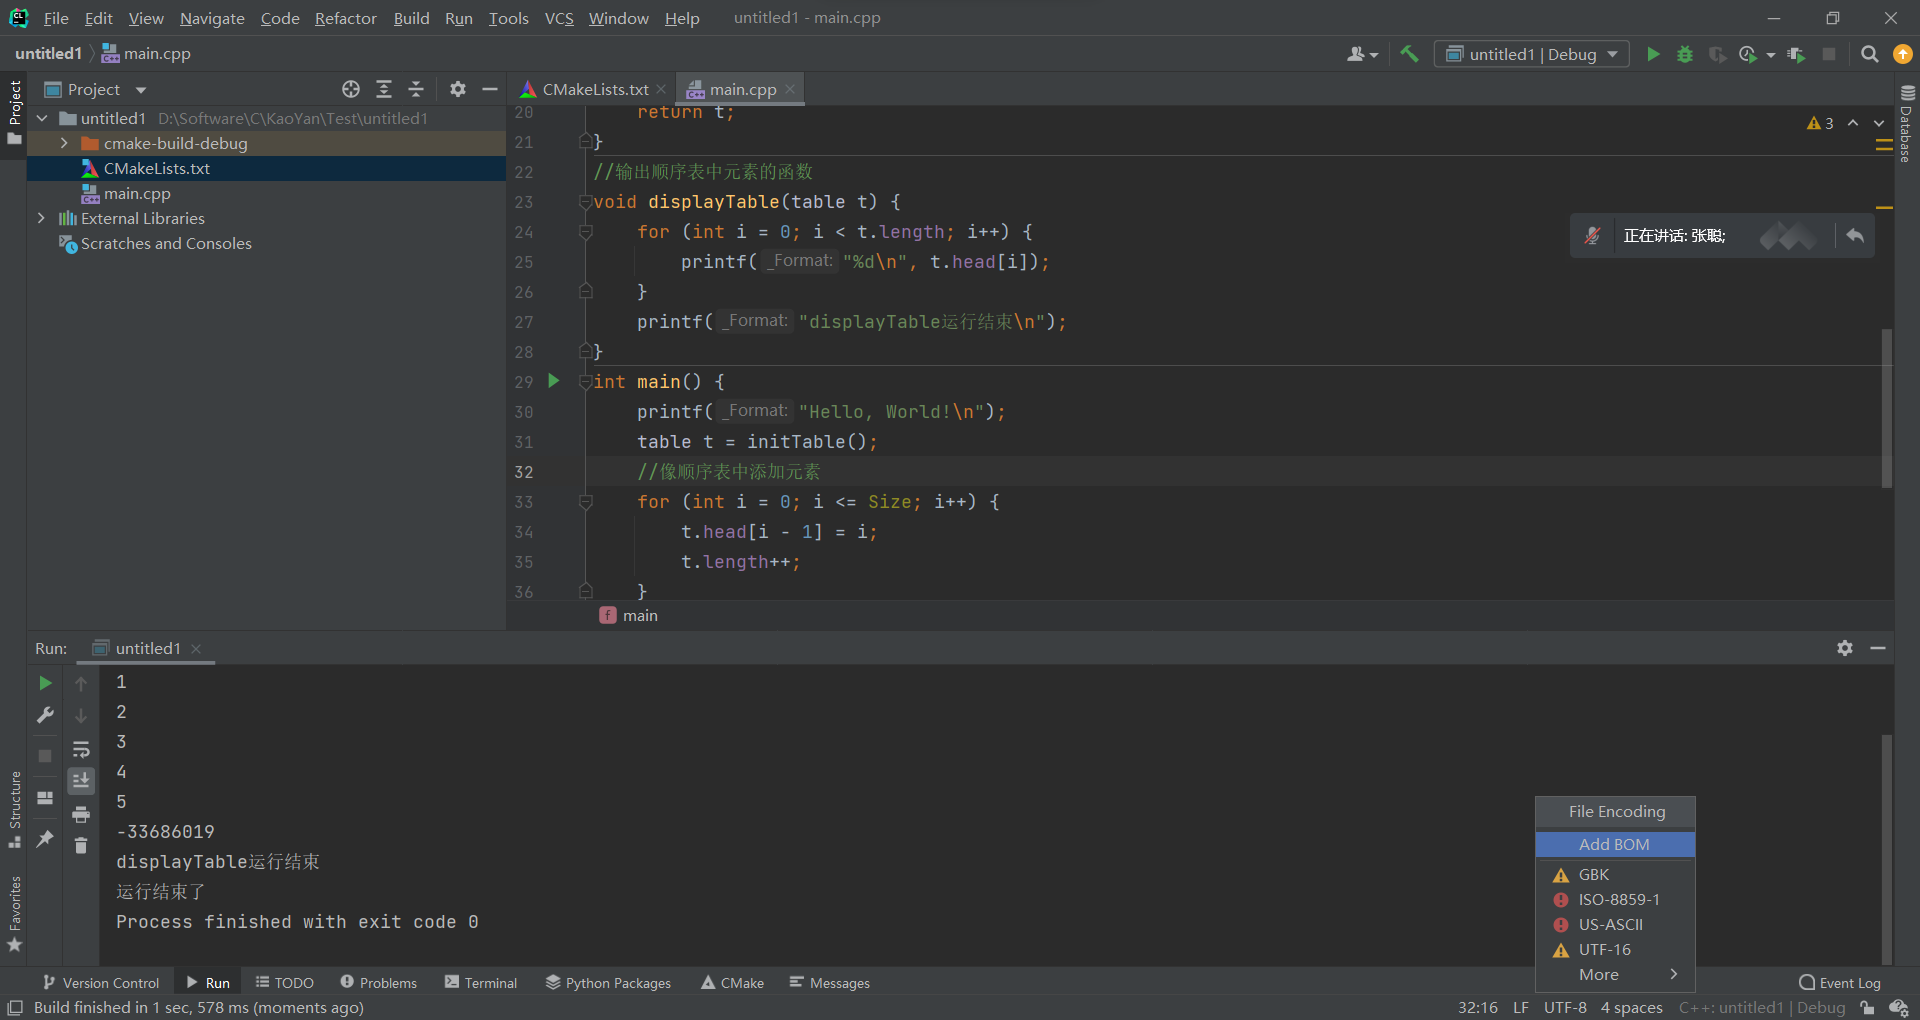 File Edit View Navigate Code Refactor Build Run Tools VCS Window Help untitled1 - main.cpp
untitled1 main.cpp untitled1 | Debug
Project
CMakeLists.txt main.cpp
untitled1 D:\Software\C\KaoYan\Test\untitled1
cmake-build-debug
CMakeLists.txt
main.cpp
External Libraries
Scratches and Consoles
Project
Structure
Favorites
Database
3
正在讲话: 张聪;
20 return t;
21 }
22 //输出顺序表中元素的函数
23 void displayTable(table t) {
24 for (int i = 0; i < t.length; i++) {
25 printf( _Format: "%d\n", t.head[i]);
26 }
27 printf( _Format: "displayTable运行结束\n");
28 }
29 int main() {
30 printf( _Format: "Hello, World!\n");
31 table t = initTable();
32 //像顺序表中添加元素
33 for (int i = 0; i <= Size; i++) {
34 t.head[i - 1] = i;
35 t.length++;
36 }
f main
Run: untitled1
1
2
3
4
5
-33686019
displayTable运行结束
运行结束了
Process finished with exit code 0
File Encoding
Add BOM
GBK
ISO-8859-1
US-ASCII
UTF-16
More
Version Control Run TODO Problems Terminal Python Packages CMake Messages Event Log
Build finished in 1 sec, 578 ms (moments ago) 32:16 LF UTF-8 4 spaces C++: untitled1 | Debug